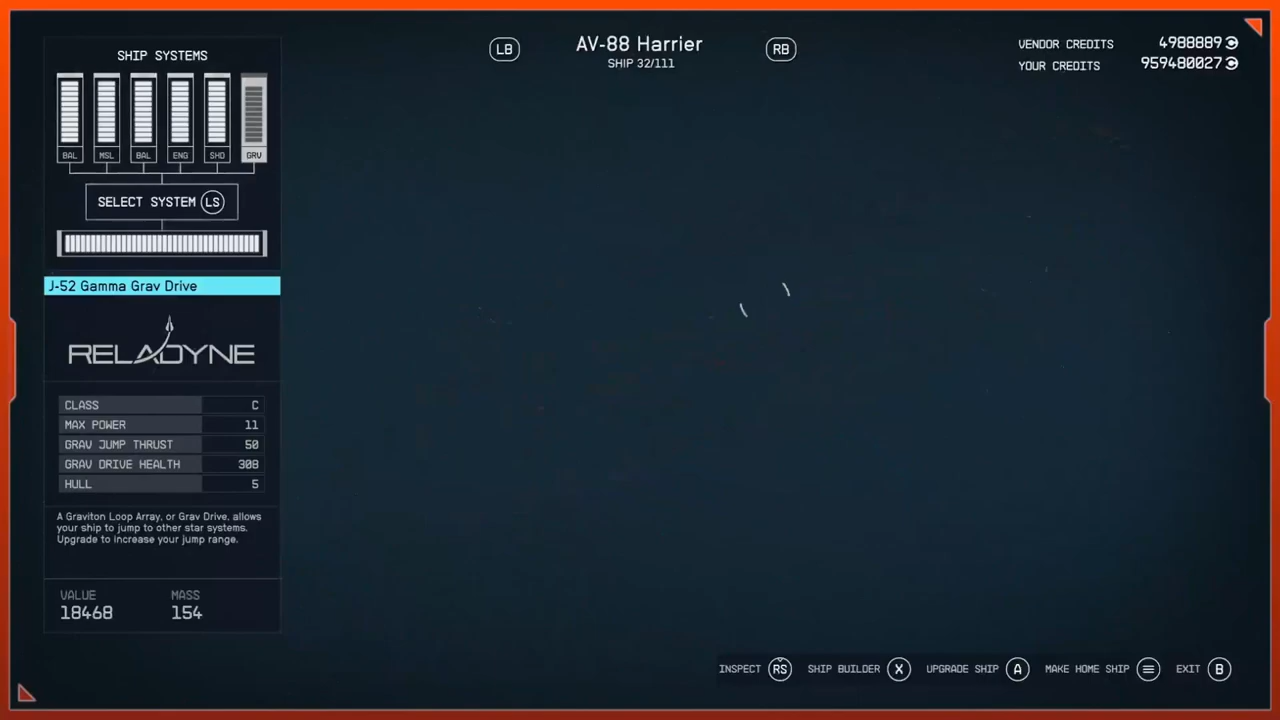 SHIP SYSTEMS
BAL MSL BAL ENG SHD GRV
SELECT SYSTEM LS
J-52 Gamma Grav Drive
RELADYNE
CLASS C
MAX POWER 11
GRAV JUMP THRUST 50
GRAV DRIVE HEALTH 308
HULL 5
A Graviton Loop Array, or Grav Drive, allows
your ship to jump to other star systems.
Upgrade to increase your jump range.
VALUE MASS
18468 154
LB AV-88 Harrier RB
SHIP 32/111
VENDOR CREDITS 4988889
YOUR CREDITS 959480027
INSPECT RS SHIP BUILDER X UPGRADE SHIP A MAKE HOME SHIP EXIT B